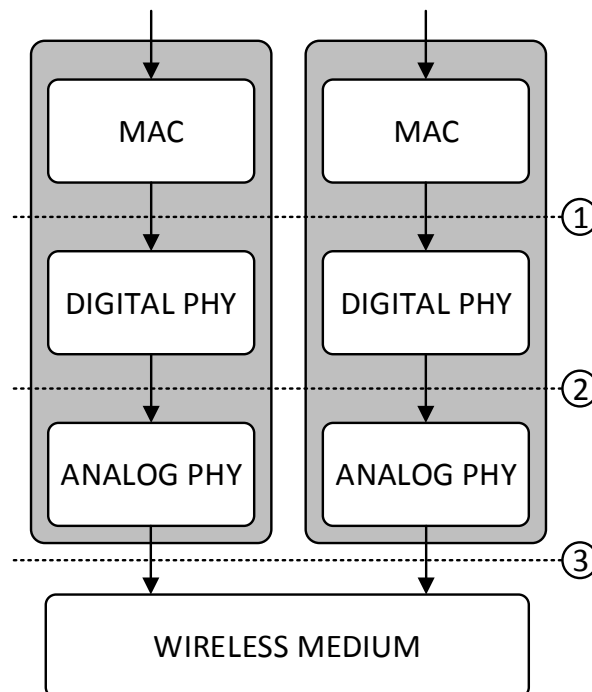 MAC MAC
1
DIGITAL PHY DIGITAL PHY
2
ANALOG PHY ANALOG PHY
3
WIRELESS MEDIUM